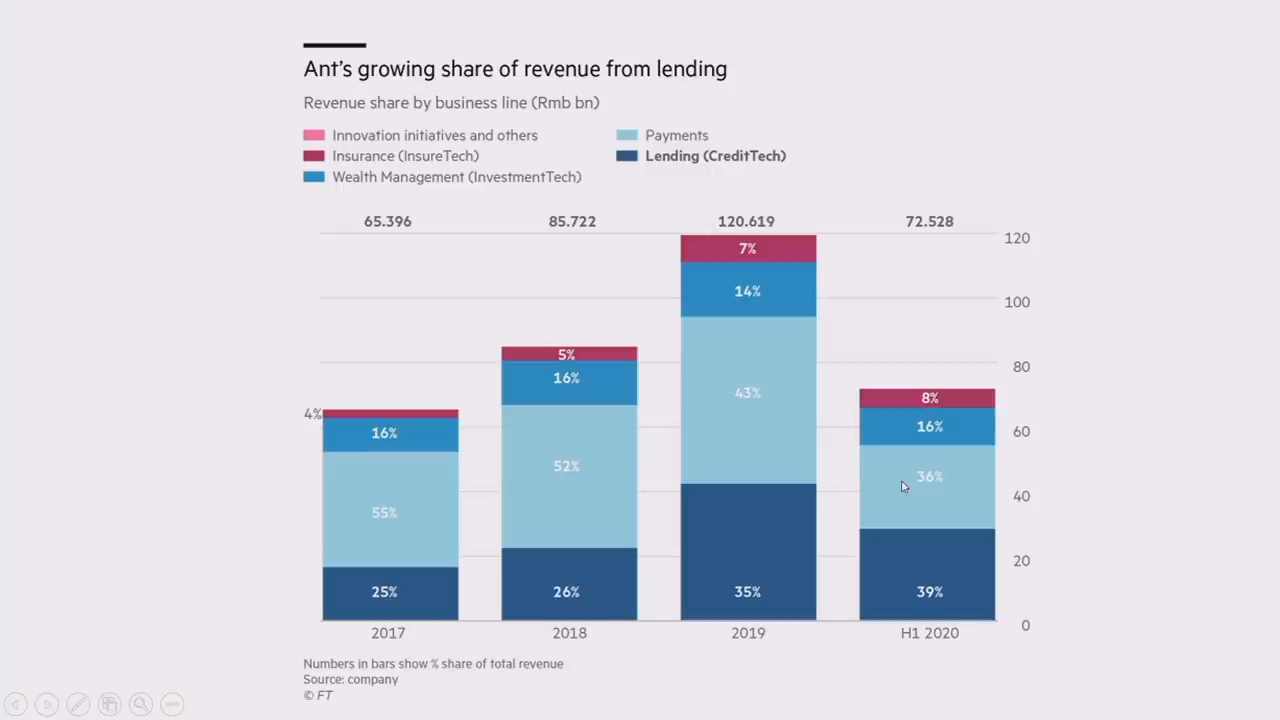 Ant's growing share of revenue from lending
Revenue share by business line (Rmb bn)
Innovation initiatives and others
Payments
Insurance (InsureTech)
Lending (CreditTech)
Wealth Management (InvestmentTech)
65.396 85.722 120.619 72.528
120
7%
14%
100
5%
16%
80
43%
8%
4%
16%
16%
60
52%
36%
55%
40
20
25% 26% 35% 39%
0
2017 2018 2019 H1 2020
Numbers in bars show % share of total revenue
Source: company
© FT